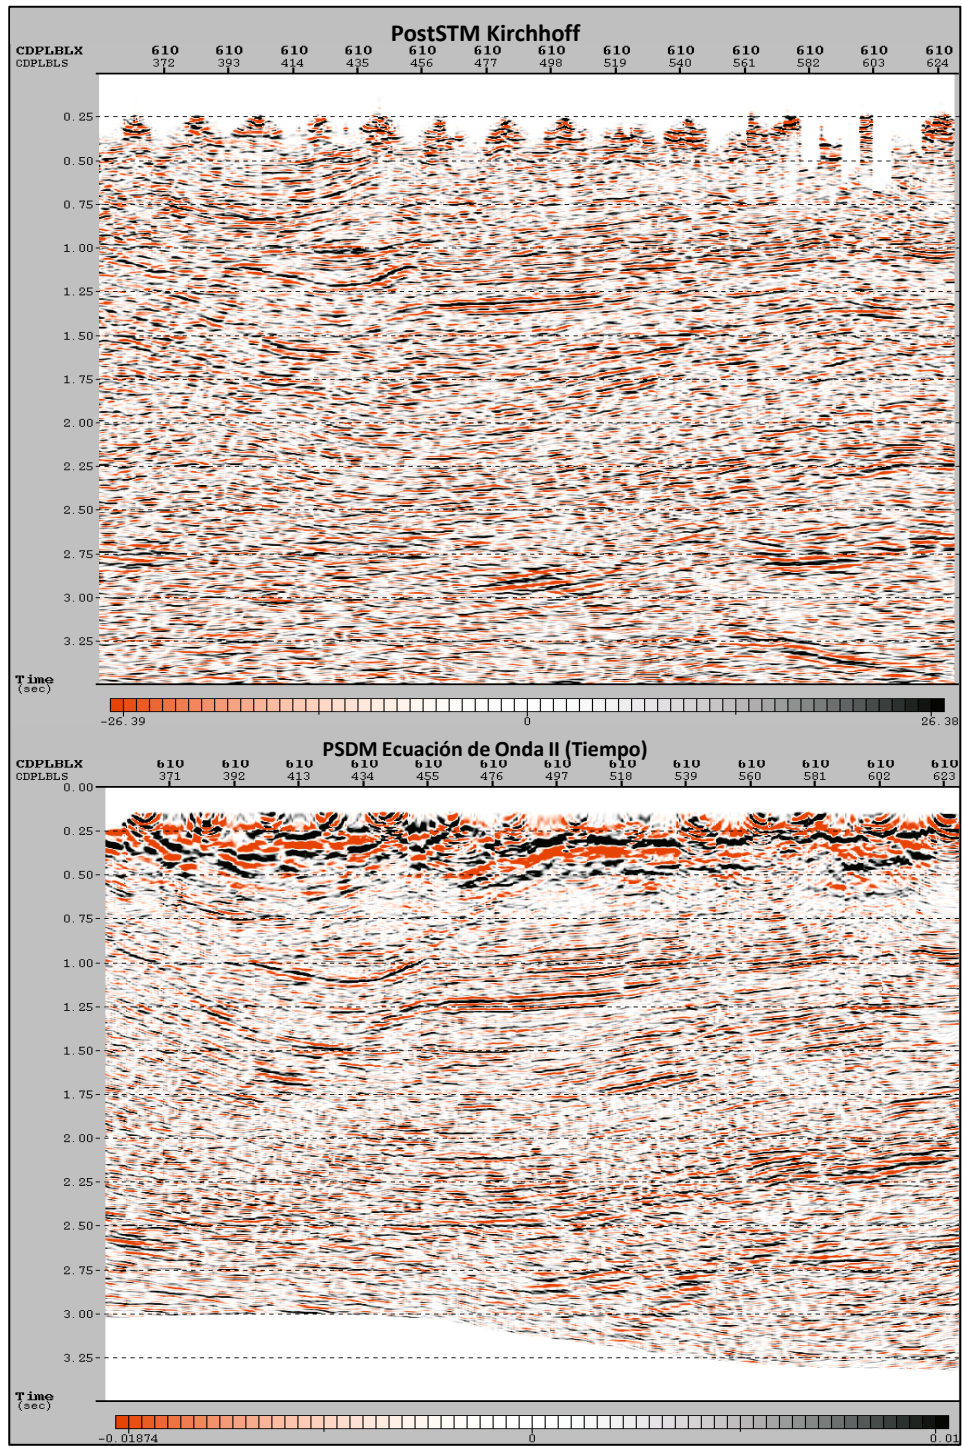 PostSTM Kirchhoff
CDPLBLX 610 610 610 610 610 610 610 610 610 610 610 610 610
CDPLBLS 372 393 414 435 456 477 498 519 540 561 582 603 624
0.25
0.50
0.75
1.00
1.25
1.50
1.75
2.00
2.25
2.50
2.75
3.00
3.25
Time
(sec)
-26.39 0 26.38
PSDM Ecuación de Onda II (Tiempo)
CDPLBLX 610 610 610 610 610 610 610 610 610 610 610 610 610
CDPLBLS 371 392 413 434 455 476 497 518 539 560 581 602 623
0.00
0.25
0.50
0.75
1.00
1.25
1.50
1.75
2.00
2.25
2.50
2.75
3.00
3.25
Time
(sec)
-0.01874 0 0.01